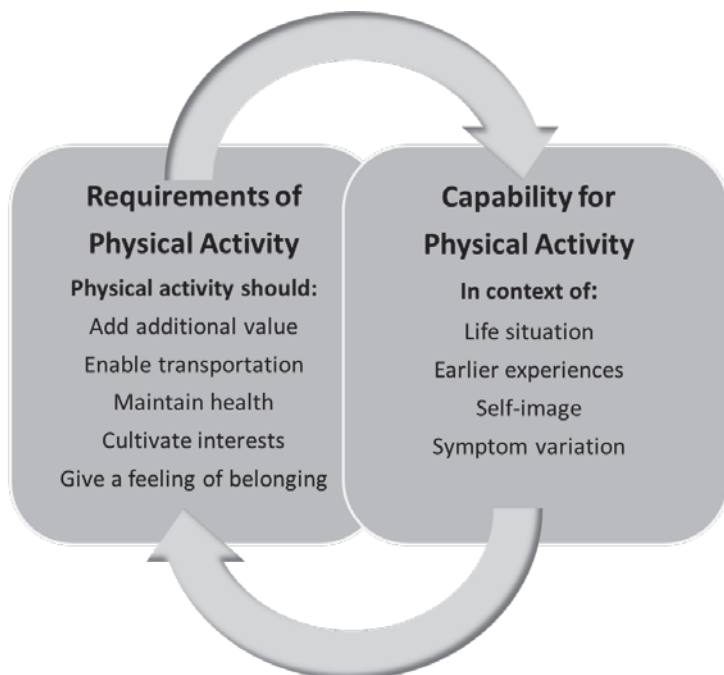 Requirements of
Physical Activity
Physical activity should:
Add additional value
Enable transportation
Maintain health
Cultivate interests
Give a feeling of belonging
Capability for
Physical Activity
In context of:
Life situation
Earlier experiences
Self-image
Symptom variation